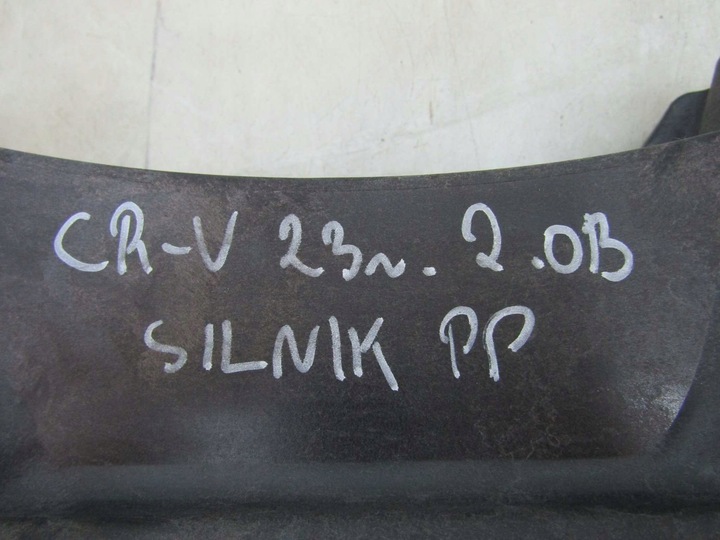 CR-V 23r. 2.0B
SILNIK PP